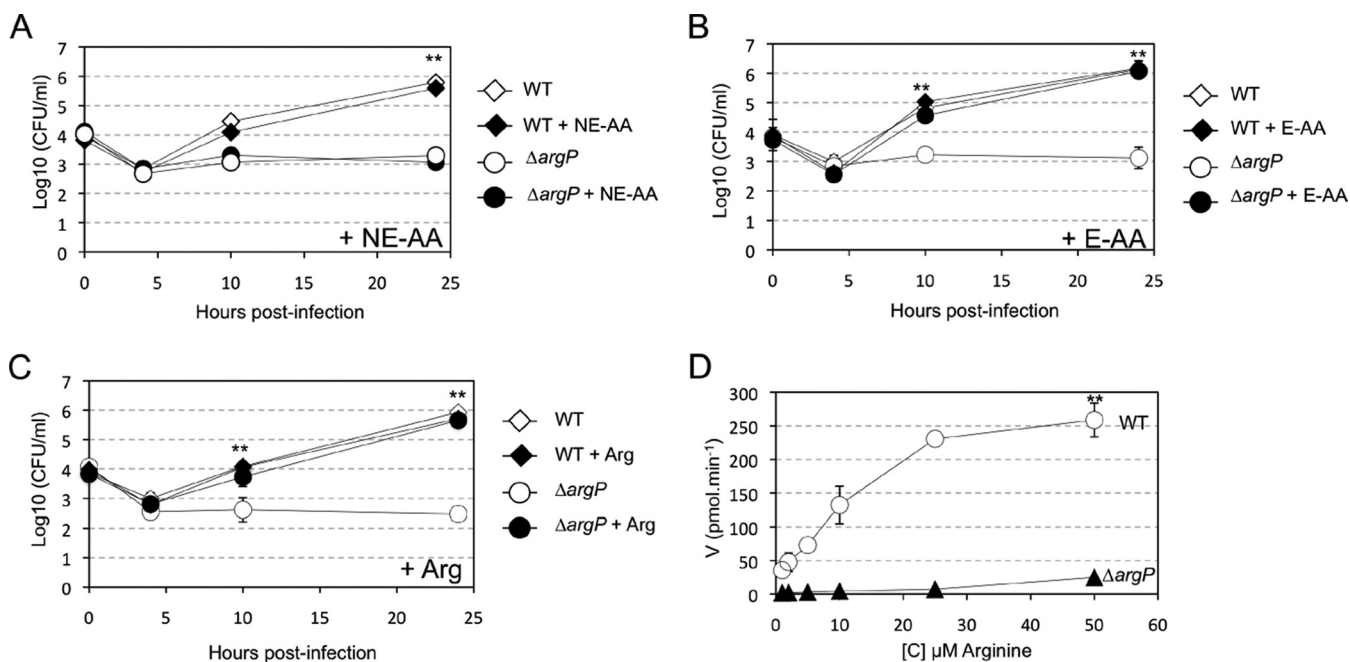 A
Log10 (CFU/ml)
7
6
5
4
3
2
1
0
**
+ NE-AA
0 5 10 15 20 25
Hours post-infection
WT
WT + NE-AA
ΔargP
ΔargP + NE-AA
B
Log10 (CFU/ml)
7
6
5
4
3
2
1
0
**
**
+ E-AA
0 5 10 15 20 25
Hours post-infection
WT
WT + E-AA
ΔargP
ΔargP + E-AA
C
Log10 (CFU/ml)
7
6
5
4
3
2
1
0
**
**
+ Arg
0 5 10 15 20 25
Hours post-infection
WT
WT + Arg
ΔargP
ΔargP + Arg
D
V (pmol.min⁻¹)
300
250
200
150
100
50
0
**
WT
ΔargP
0 10 20 30 40 50 60
[C] µM Arginine